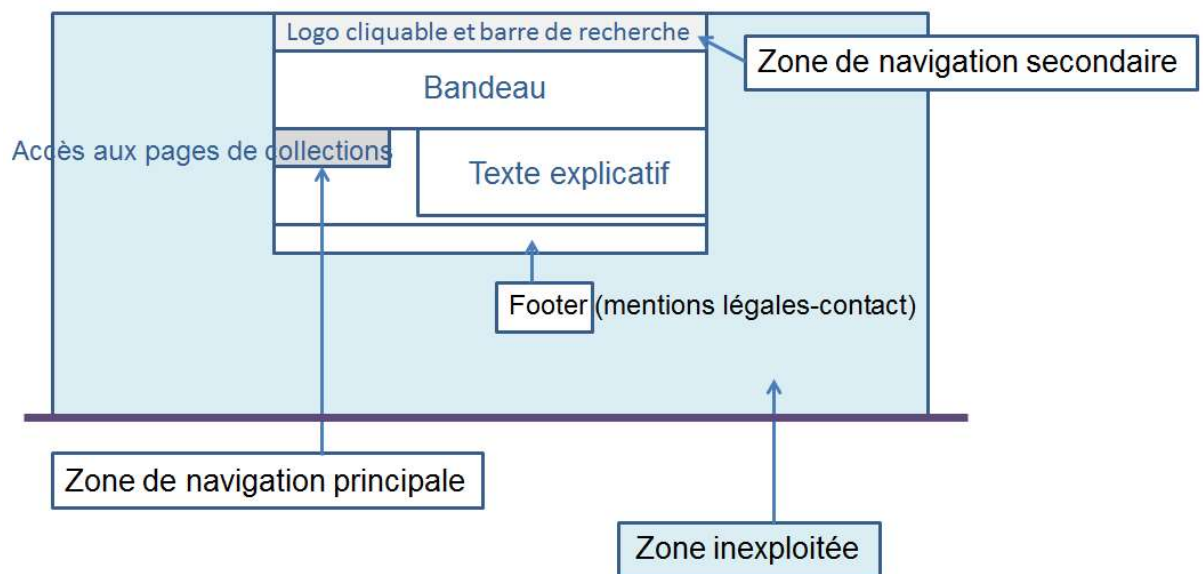 Logo cliquable et barre de recherche
Zone de navigation secondaire
Bandeau
Accès aux pages de collections
Texte explicatif
Footer (mentions légales-contact)
Zone de navigation principale
Zone inexploitée